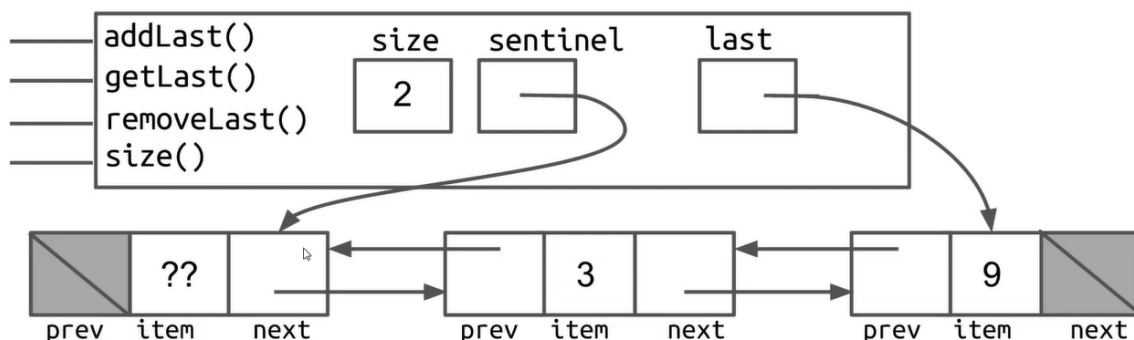 addLast()
getLast()
removeLast()
size()
size sentinel last
2
?? 3 9
prev item next prev item next prev item next